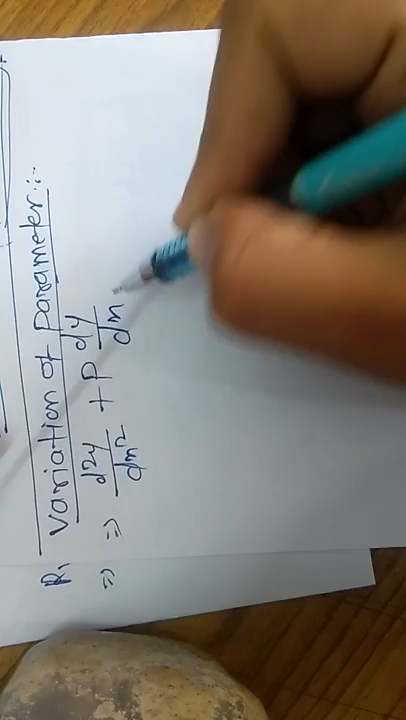 R, Variation of parameter:-
=> => d2y/dx2 + P dy/dx